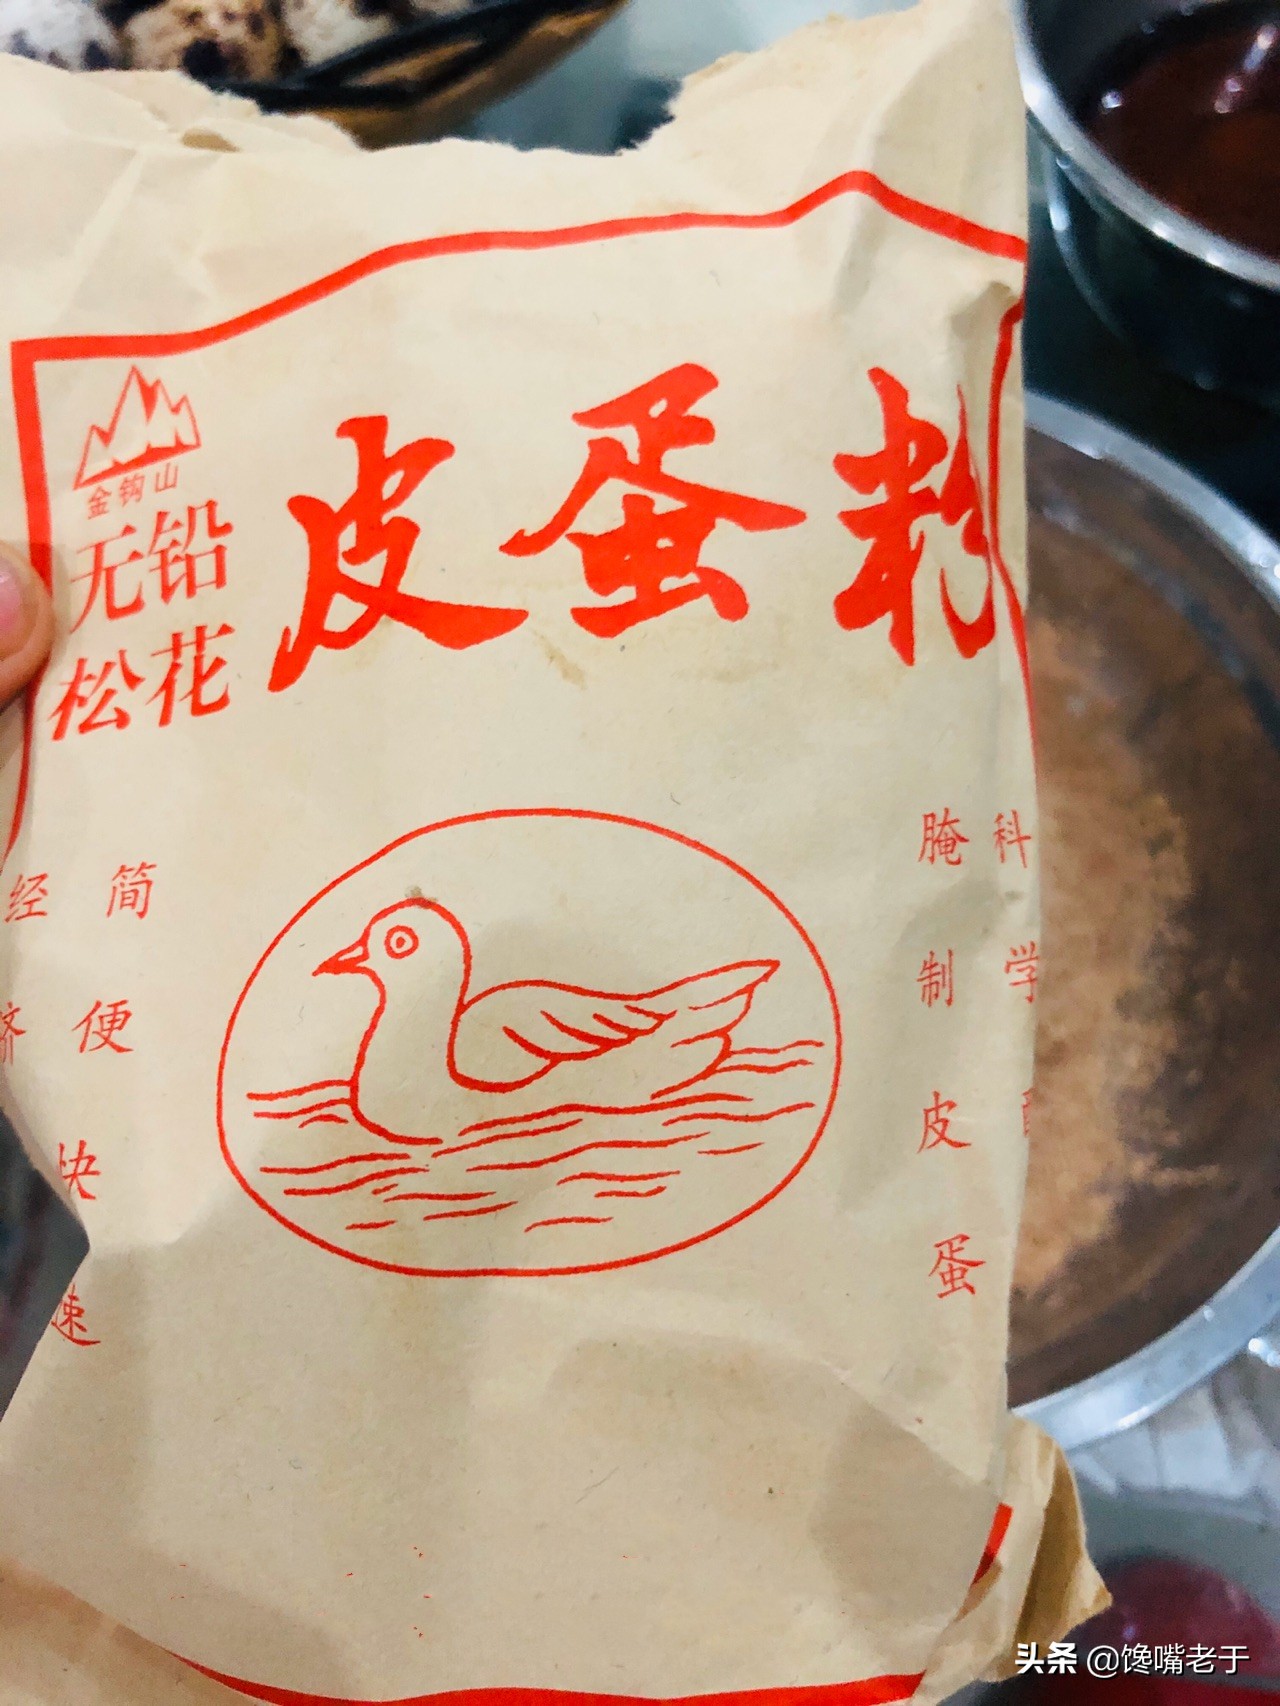 金钩山
无铅
松花
皮蛋粉
科学
腌制皮蛋
简便快速
经济
头条 @馋嘴老于